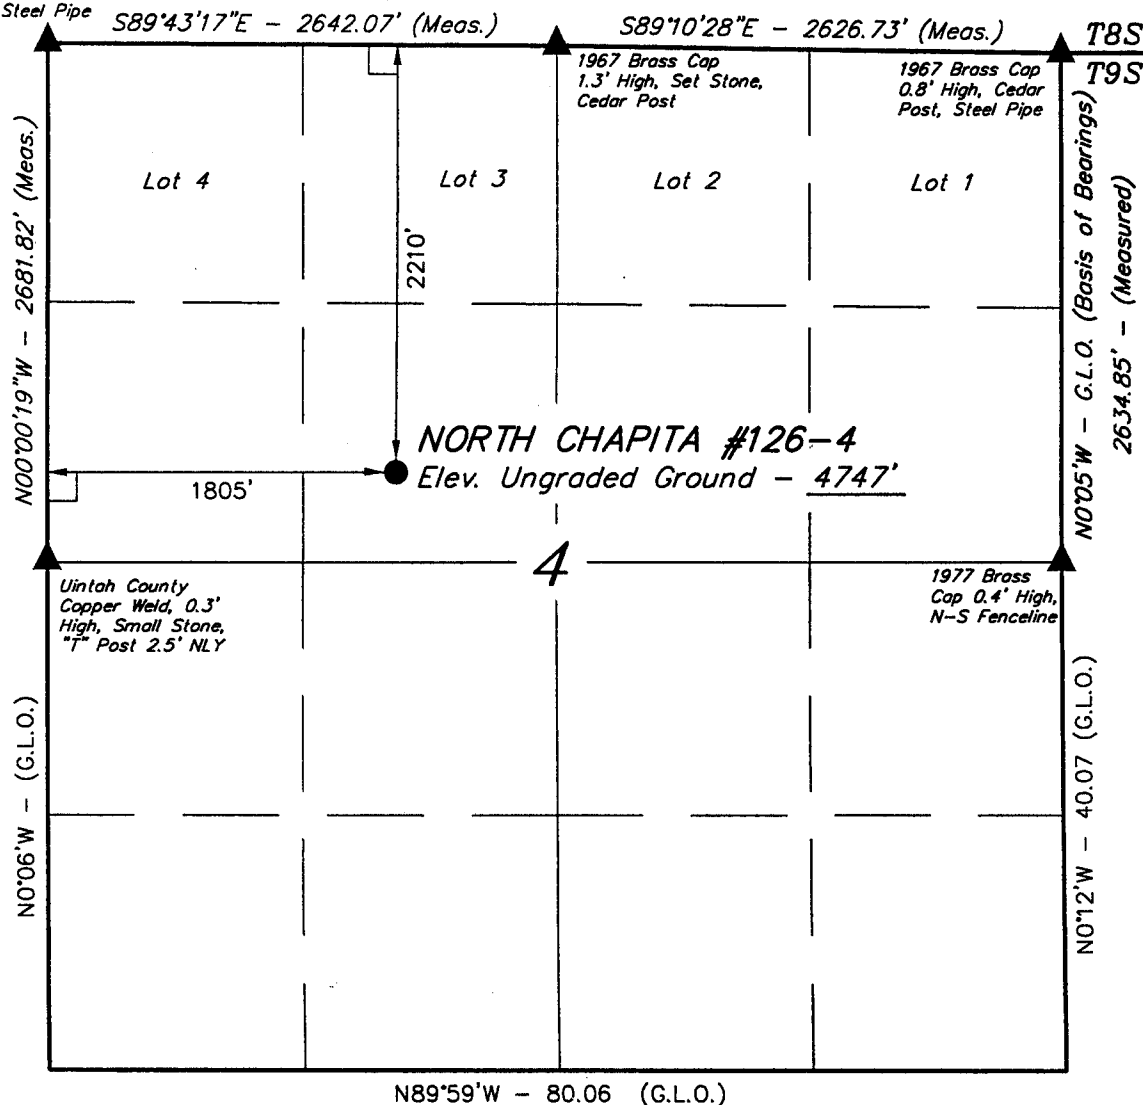 Steel Pipe
S89°43'17"E - 2642.07' (Meas.)
S89°10'28"E - 2626.73' (Meas.)
T8S
T9S
1967 Brass Cap
1.3' High, Set Stone,
Cedar Post
1967 Brass Cap
0.8' High, Cedar
Post, Steel Pipe
Lot 4
Lot 3
Lot 2
Lot 1
N0°00'19"W - 2681.82' (Meas.)
2210'
N0°05'W - G.L.O. (Basis of Bearings)
2634.85' - (Measured)
NORTH CHAPITA #126-4
Elev. Ungraded Ground - 4747'
1805'
4
Uintah County
Copper Weld, 0.3'
High, Small Stone,
"T" Post 2.5' NLY
1977 Brass
Cap 0.4' High,
N-S Fenceline
N0°06'W - (G.L.O.)
N0°12'W - 40.07 (G.L.O.)
N89°59'W - 80.06 (G.L.O.)